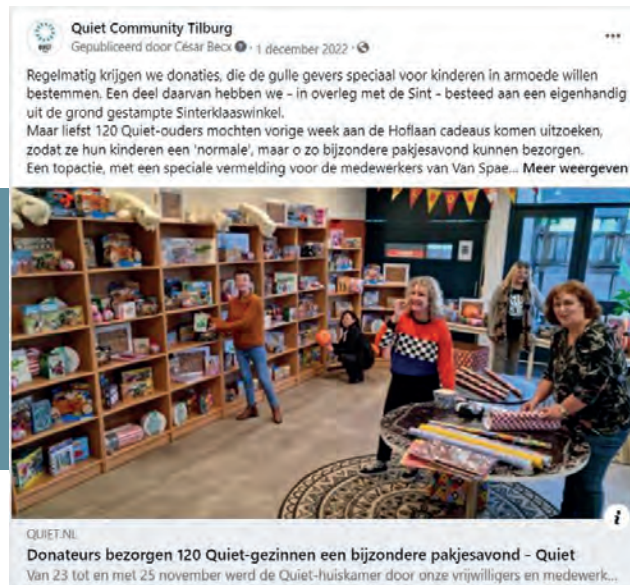 Quiet Community Tilburg
Gepubliceerd door César Becx · 1 december 2022 ·
Regelmatig krijgen we donaties, die de gulle gevers speciaal voor kinderen in armoede willen
bestemmen. Een deel daarvan hebben we - in overleg met de Sint - besteed aan een eigenhandig
uit de grond gestampte Sinterklaaswinkel.
Maar liefst 120 Quiet-ouders mochten vorige week aan de Hoflaan cadeaus komen uitzoeken,
zodat ze hun kinderen een 'normale', maar o zo bijzondere pakjesavond kunnen bezorgen.
Een topactie, met een speciale vermelding voor de medewerkers van Van Spae... Meer weergeven
QUIET.NL
Donateurs bezorgen 120 Quiet-gezinnen een bijzondere pakjesavond - Quiet
Van 23 tot en met 25 november werd de Quiet-huiskamer door onze vrijwilligers en medewerk...